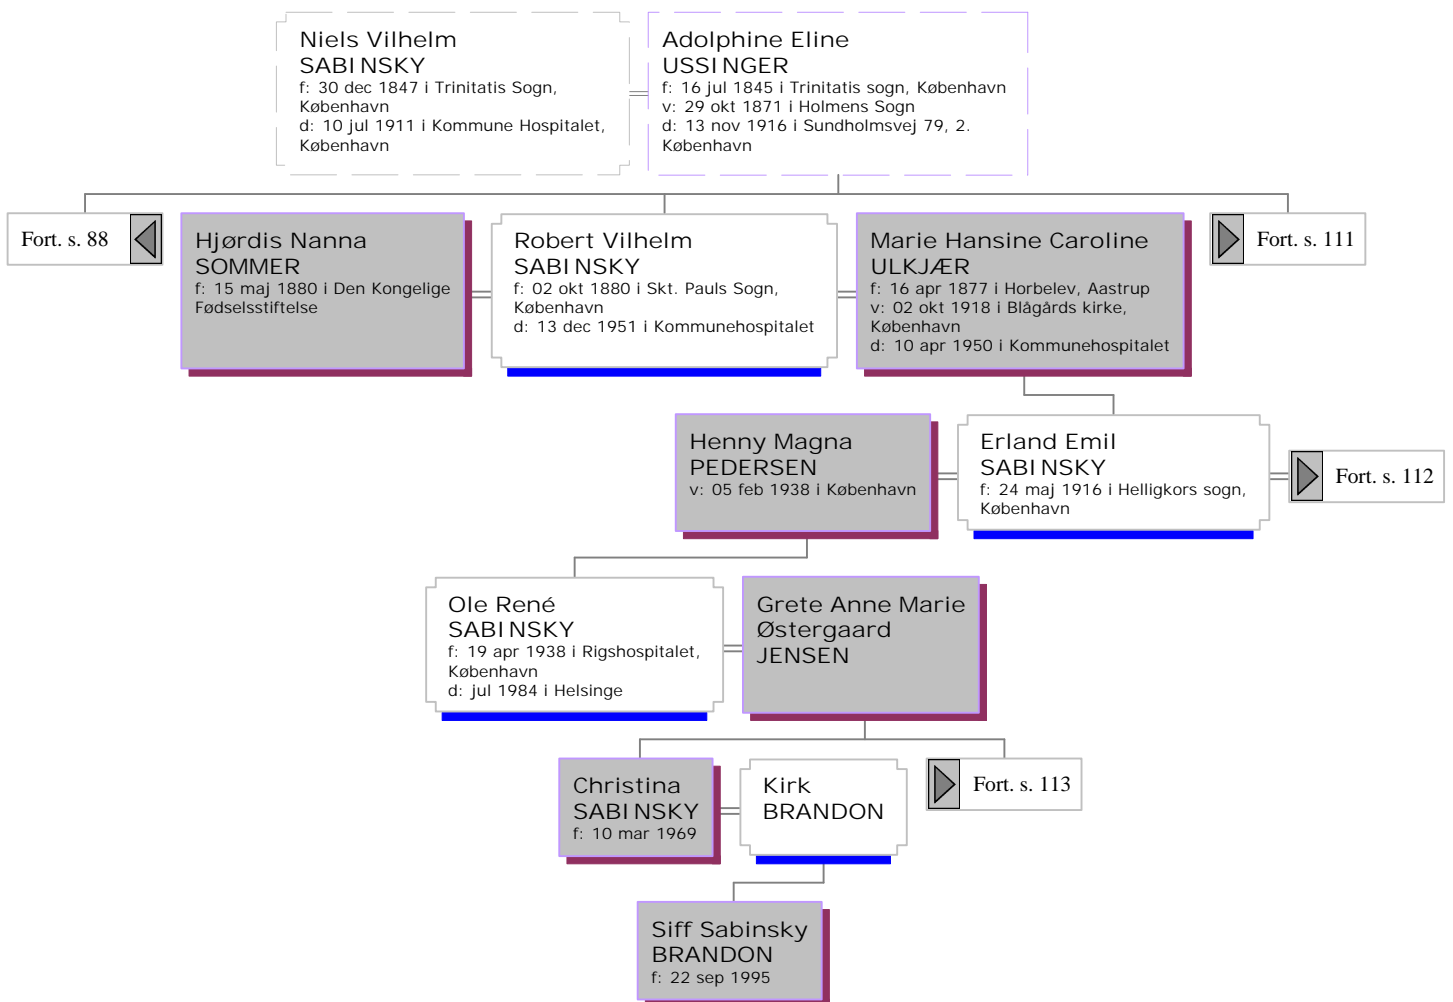 Niels Vilhelm
SABINSKY
f: 30 dec 1847 i Trinitatis Sogn,
København
d: 10 jul 1911 i Kommune Hospitalet,
København
Adolphine Eline
USSINGER
f: 16 jul 1845 i Trinitatis sogn, København
v: 29 okt 1871 i Holmens Sogn
d: 13 nov 1916 i Sundholmsvej 79, 2.
København
Fort. s. 88
Hjørdis Nanna
SOMMER
f: 15 maj 1880 i Den Kongelige
Fødselsstiftelse
Robert Vilhelm
SABINSKY
f: 02 okt 1880 i Skt. Pauls Sogn,
København
d: 13 dec 1951 i Kommunehospitalet
Marie Hansine Caroline
ULKJÆR
f: 16 apr 1877 i Horbelev, Aastrup
v: 02 okt 1918 i Blågårds kirke,
København
d: 10 apr 1950 i Kommunehospitalet
Fort. s. 111
Henny Magna
PEDERSEN
v: 05 feb 1938 i København
Erland Emil
SABINSKY
f: 24 maj 1916 i Helligkors sogn,
København
Fort. s. 112
Ole René
SABINSKY
f: 19 apr 1938 i Rigshospitalet,
København
d: jul 1984 i Helsinge
Grete Anne Marie
Østergaard
JENSEN
Christina
SABINSKY
f: 10 mar 1969
Kirk
BRANDON
Fort. s. 113
Siff Sabinsky
BRANDON
f: 22 sep 1995